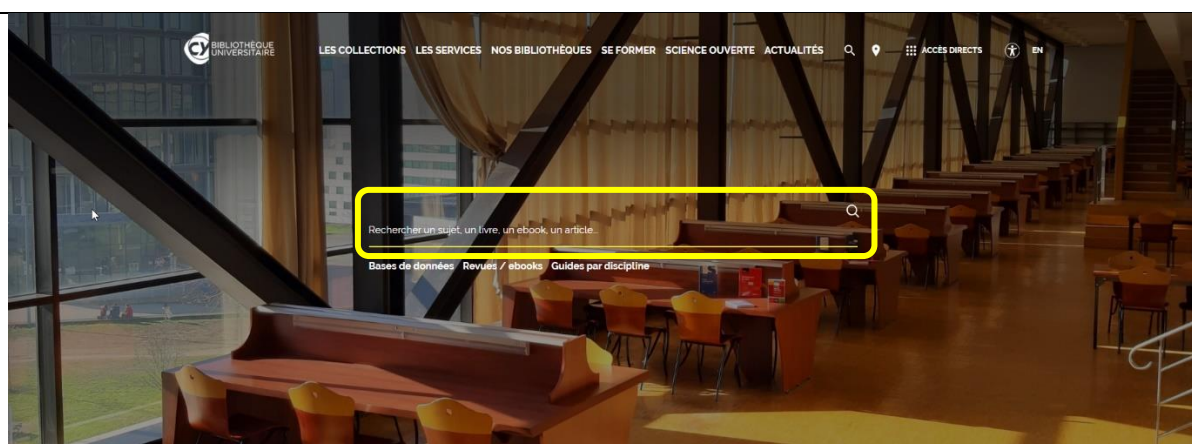 CY BIBLIOTHÈQUE
UNIVERSITAIRE
LES COLLECTIONS LES SERVICES NOS BIBLIOTHÈQUES SE FORMER SCIENCE OUVERTE ACTUALITÉS ACCÈS DIRECTS EN
Rechercher un sujet, un livre, un ebook, un article...
Bases de données Revues / ebooks Guides par discipline